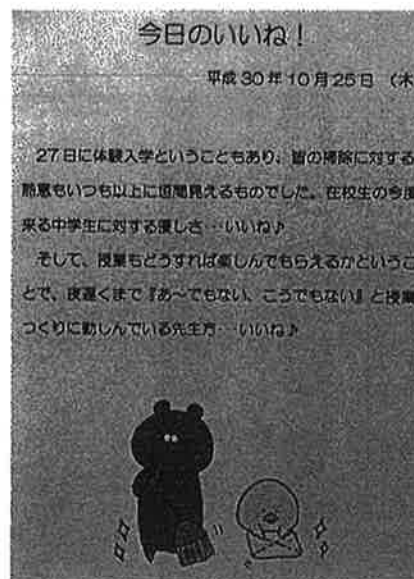 今日のいいね!
平成30年10月25日 (木
27日に体験入学ということもあり、皆の掃除に対する
熱意もいつも以上に垣間見えるものでした。在校生の今度
来る中学生に対する優しさ…いいね♪
そして、授業もどうすれば楽しんでもらえるかというこ
とで、夜遅くまで『あ~でもない、こうでもない』と授業
つくりに勤しんでいる先生方…いいね♪